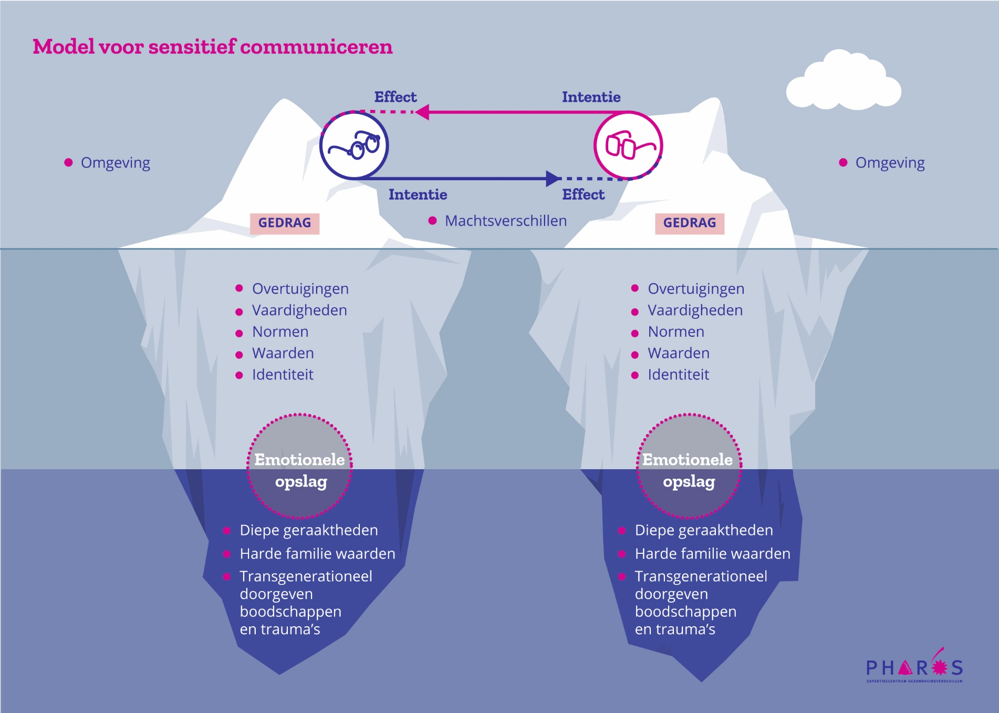 Model voor sensitief communiceren
Effect
Intentie
Omgeving
Omgeving
Intentie
Effect
Machtsverschillen
GEDRAG
GEDRAG
Overtuigingen
Vaardigheden
Normen
Waarden
Identiteit
Overtuigingen
Vaardigheden
Normen
Waarden
Identiteit
Emotionele
opslag
Emotionele
opslag
Diepe geraaktheden
Harde familie waarden
Transgenerationeel
doorgeven
boodschappen
en trauma's
Diepe geraaktheden
Harde familie waarden
Transgenerationeel
doorgeven
boodschappen
en trauma's
PHAROS
EXPERTISECENTRUM GEZONDHEIDSVERSCHILLEN